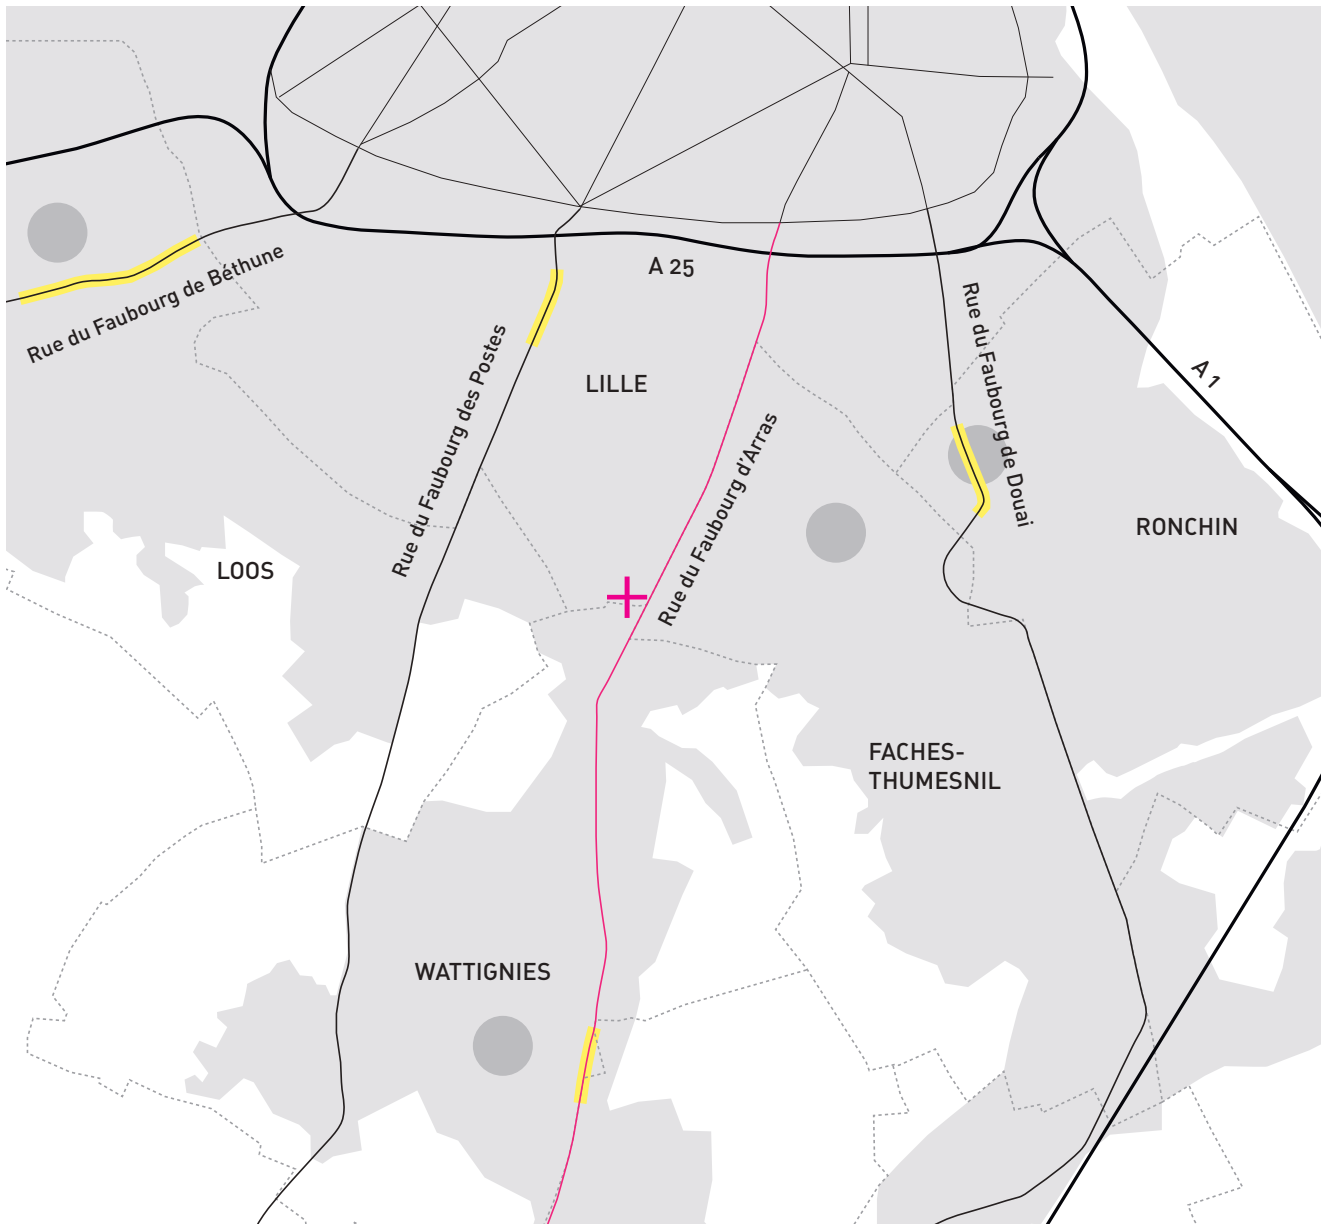 A 25
Rue du Faubourg de Béthune
Rue du Faubourg des Postes
LILLE
Rue du Faubourg d'Arras
Rue du Faubourg de Douai
A 1
RONCHIN
LOOS
FACHES-
THUMESNIL
WATTIGNIES